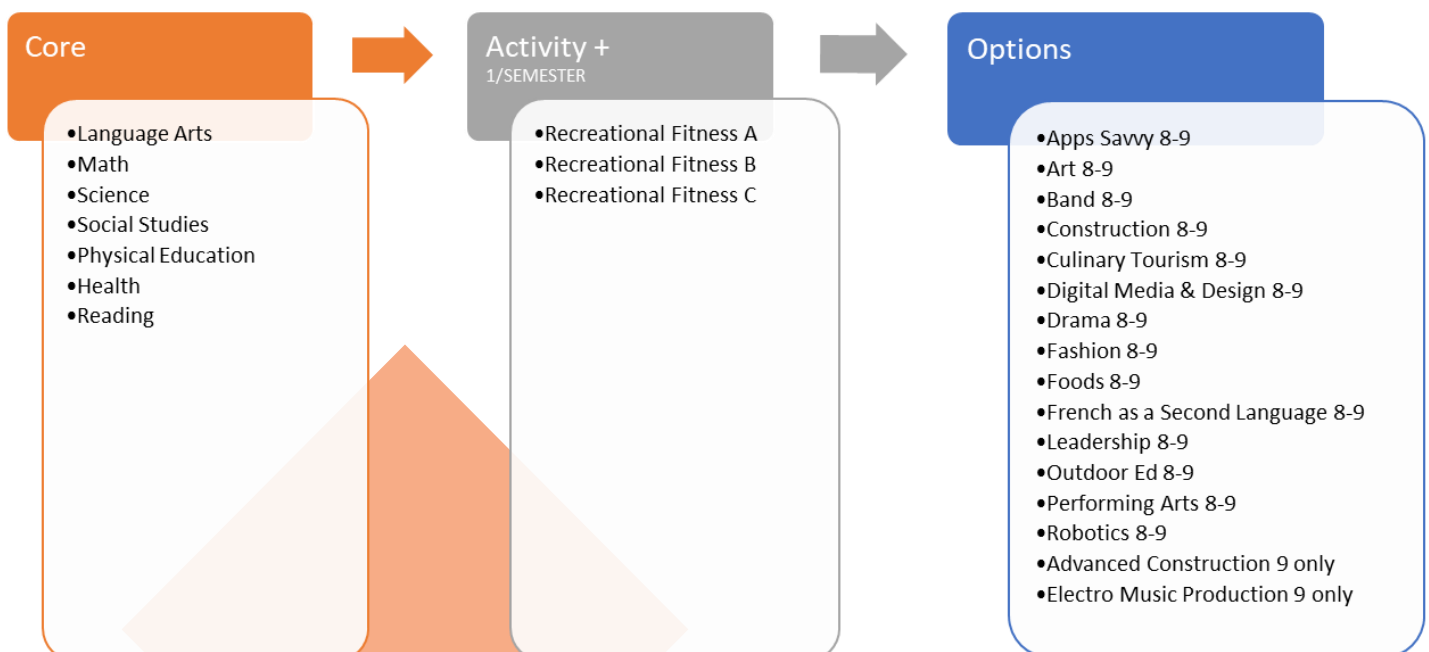 Core
•Language Arts
•Math
•Science
•Social Studies
•Physical Education
•Health
•Reading
Activity +
1/SEMESTER
•Recreational Fitness A
•Recreational Fitness B
•Recreational Fitness C
Options
•Apps Savvy 8-9
•Art 8-9
•Band 8-9
•Construction 8-9
•Culinary Tourism 8-9
•Digital Media & Design 8-9
•Drama 8-9
•Fashion 8-9
•Foods 8-9
•French as a Second Language 8-9
•Leadership 8-9
•Outdoor Ed 8-9
•Performing Arts 8-9
•Robotics 8-9
•Advanced Construction 9 only
•Electro Music Production 9 only